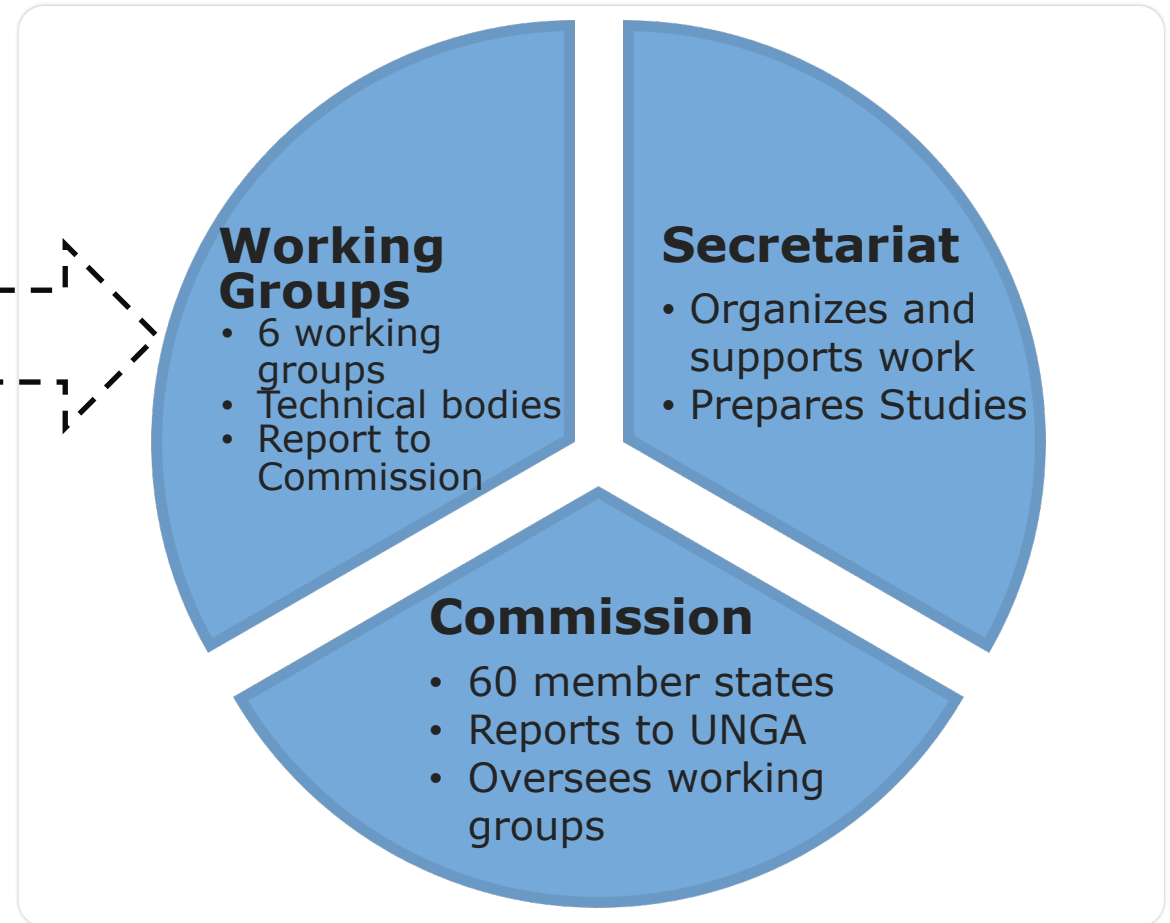 Working
Groups
• 6 working
groups
• Technical bodies
• Report to
Commission
Secretariat
• Organizes and
supports work
• Prepares Studies
Commission
• 60 member states
• Reports to UNGA
• Oversees working
groups